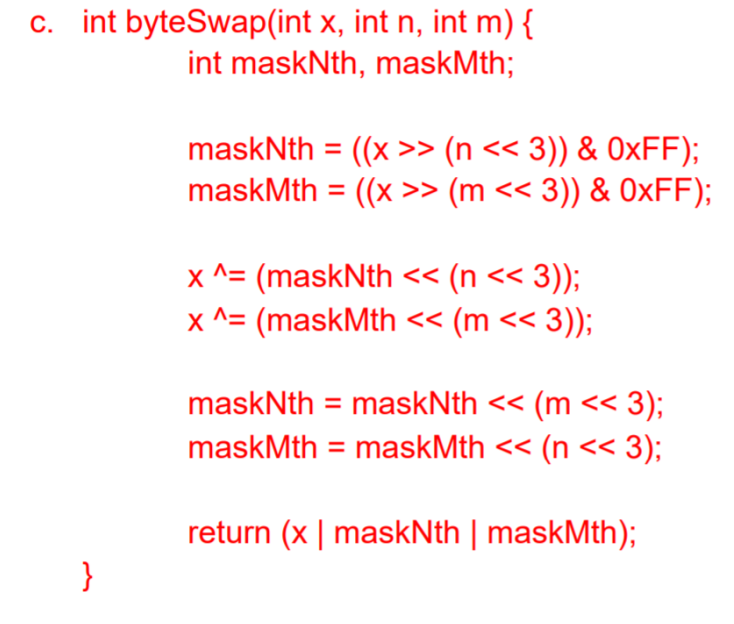 c. int byteSwap(int x, int n, int m) {
int maskNth, maskMth;
maskNth = ((x >> (n << 3)) & 0xFF);
maskMth = ((x >> (m << 3)) & 0xFF);
x ^= (maskNth << (n << 3));
x ^= (maskMth << (m << 3));
maskNth = maskNth << (m << 3);
maskMth = maskMth << (n << 3);
return (x | maskNth | maskMth);
}